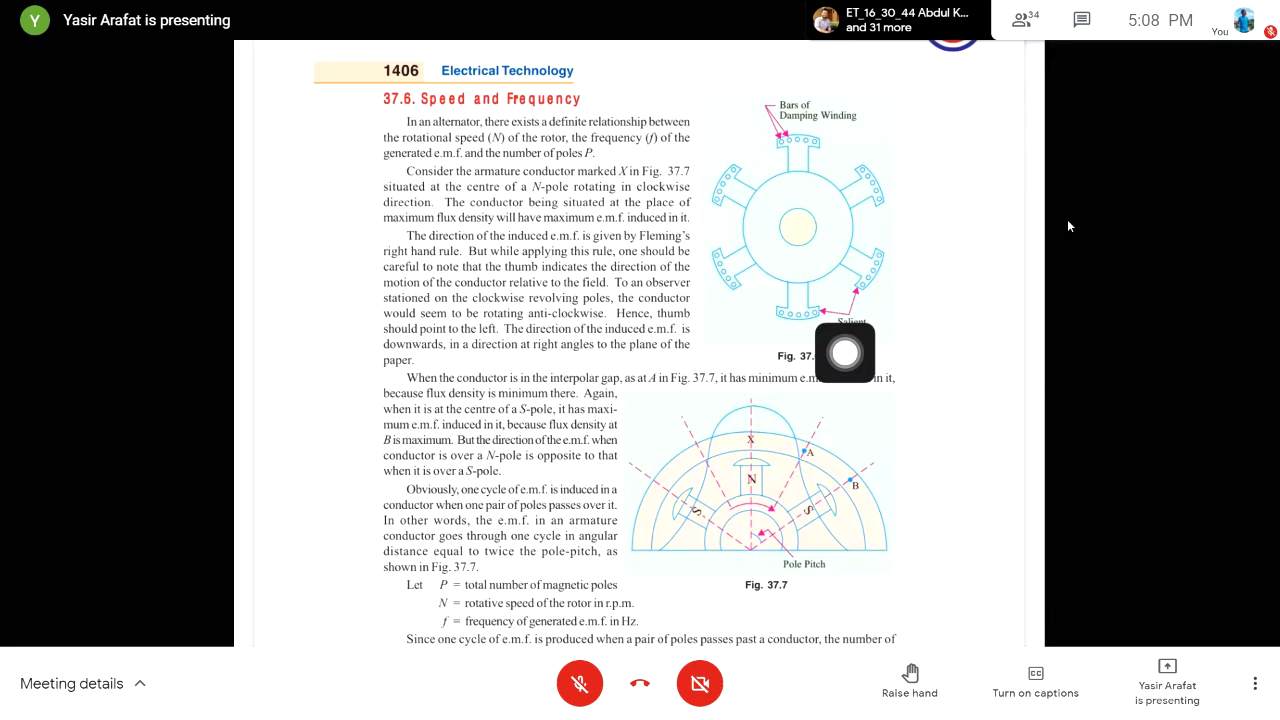 Y Yasir Arafat is presenting
ET_16_30_44 Abdul K...
and 31 more
34
5:08 PM
You
1406 Electrical Technology
37.6. Speed and Frequency
In an alternator, there exists a definite relationship between
the rotational speed (N) of the rotor, the frequency (f) of the
generated e.m.f. and the number of poles P.
Consider the armature conductor marked X in Fig. 37.7
situated at the centre of a N-pole rotating in clockwise
direction. The conductor being situated at the place of
maximum flux density will have maximum e.m.f. induced in it.
The direction of the induced e.m.f. is given by Fleming's
right hand rule. But while applying this rule, one should be
careful to note that the thumb indicates the direction of the
motion of the conductor relative to the field. To an observer
stationed on the clockwise revolving poles, the conductor
would seem to be rotating anti-clockwise. Hence, thumb
should point to the left. The direction of the induced e.m.f. is
downwards, in a direction at right angles to the plane of the
paper.
Bars of
Damping Winding
Salient
Fig. 37.
When the conductor is in the interpolar gap, as at A in Fig. 37.7, it has minimum e.m in it,
because flux density is minimum there. Again,
when it is at the centre of a S-pole, it has maxi-
mum e.m.f. induced in it, because flux density at
B is maximum. But the direction of the e.m.f. when
conductor is over a N-pole is opposite to that
when it is over a S-pole.
Obviously, one cycle of e.m.f. is induced in a
conductor when one pair of poles passes over it.
In other words, the e.m.f. in an armature
conductor goes through one cycle in angular
distance equal to twice the pole-pitch, as
shown in Fig. 37.7.
X
A
B
N
S
S
Pole Pitch
Fig. 37.7
Let P = total number of magnetic poles
N = rotative speed of the rotor in r.p.m.
f = frequency of generated e.m.f. in Hz.
Since one cycle of e.m.f. is produced when a pair of poles passes past a conductor, the number of
Meeting details
Raise hand
CC
Turn on captions
Yasir Arafat
is presenting